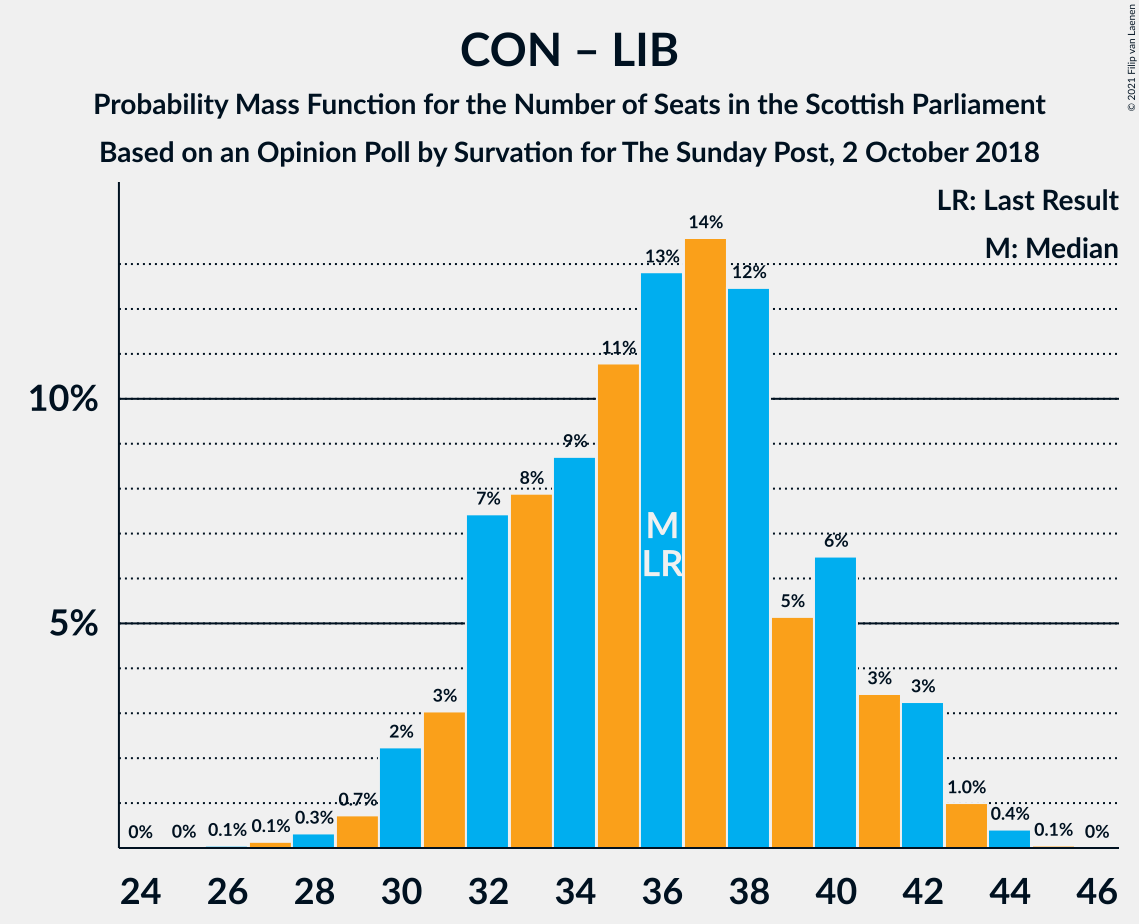 CON – LIB
Probability Mass Function for the Number of Seats in the Scottish Parliament
Based on an Opinion Poll by Survation for The Sunday Post, 2 October 2018
© 2021 Filip van Laenen
LR: Last Result
M: Median
10%
5%
0%
0%
0.1%
0.1%
0.3%
0.7%
2%
3%
7%
8%
9%
11%
13%
14%
12%
5%
6%
3%
3%
1.0%
0.4%
0.1%
0%
M
LR
24 26 28 30 32 34 36 38 40 42 44 46